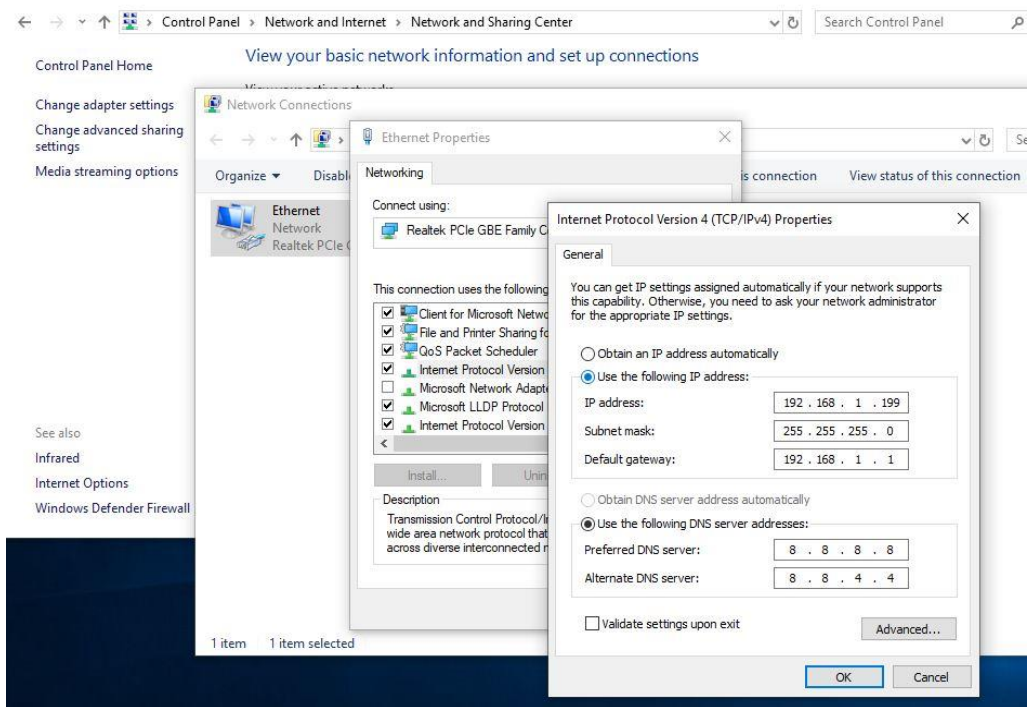 Control Panel > Network and Internet > Network and Sharing Center
Search Control Panel
Control Panel Home
Change adapter settings
Change advanced sharing
settings
Media streaming options
See also
Infrared
Internet Options
Windows Defender Firewall
View your basic network information and set up connections
Network Connections
Organize
connection
View status of this connection
1 item
1 item selected
Ethernet
Network
Realtek PCIe
Ethernet Properties
Networking
Connect using:
Realtek PCIe GBE Family
This connection uses the following
Client for Microsoft
File and Printer Sharing
QoS Packet Scheduler
Internet Protocol Version
Microsoft Network
Microsoft LLDP Protocol
Internet Protocol Version
Install...
Description
Transmission Control
wide area network protocol that
across diverse interconnected
Internet Protocol Version 4 (TCP/IPv4) Properties
General
You can get IP settings assigned automatically if your network supports
this capability. Otherwise, you need to ask your network administrator
for the appropriate IP settings.
Obtain an IP address automatically
Use the following IP address:
IP address: 192 . 168 . 1 . 199
Subnet mask: 255 . 255 . 255 . 0
Default gateway: 192 . 168 . 1 . 1
Obtain DNS server address automatically
Use the following DNS server addresses:
Preferred DNS server: 8 . 8 . 8 . 8
Alternate DNS server: 8 . 8 . 4 . 4
Validate settings upon exit
Advanced...
OK
Cancel